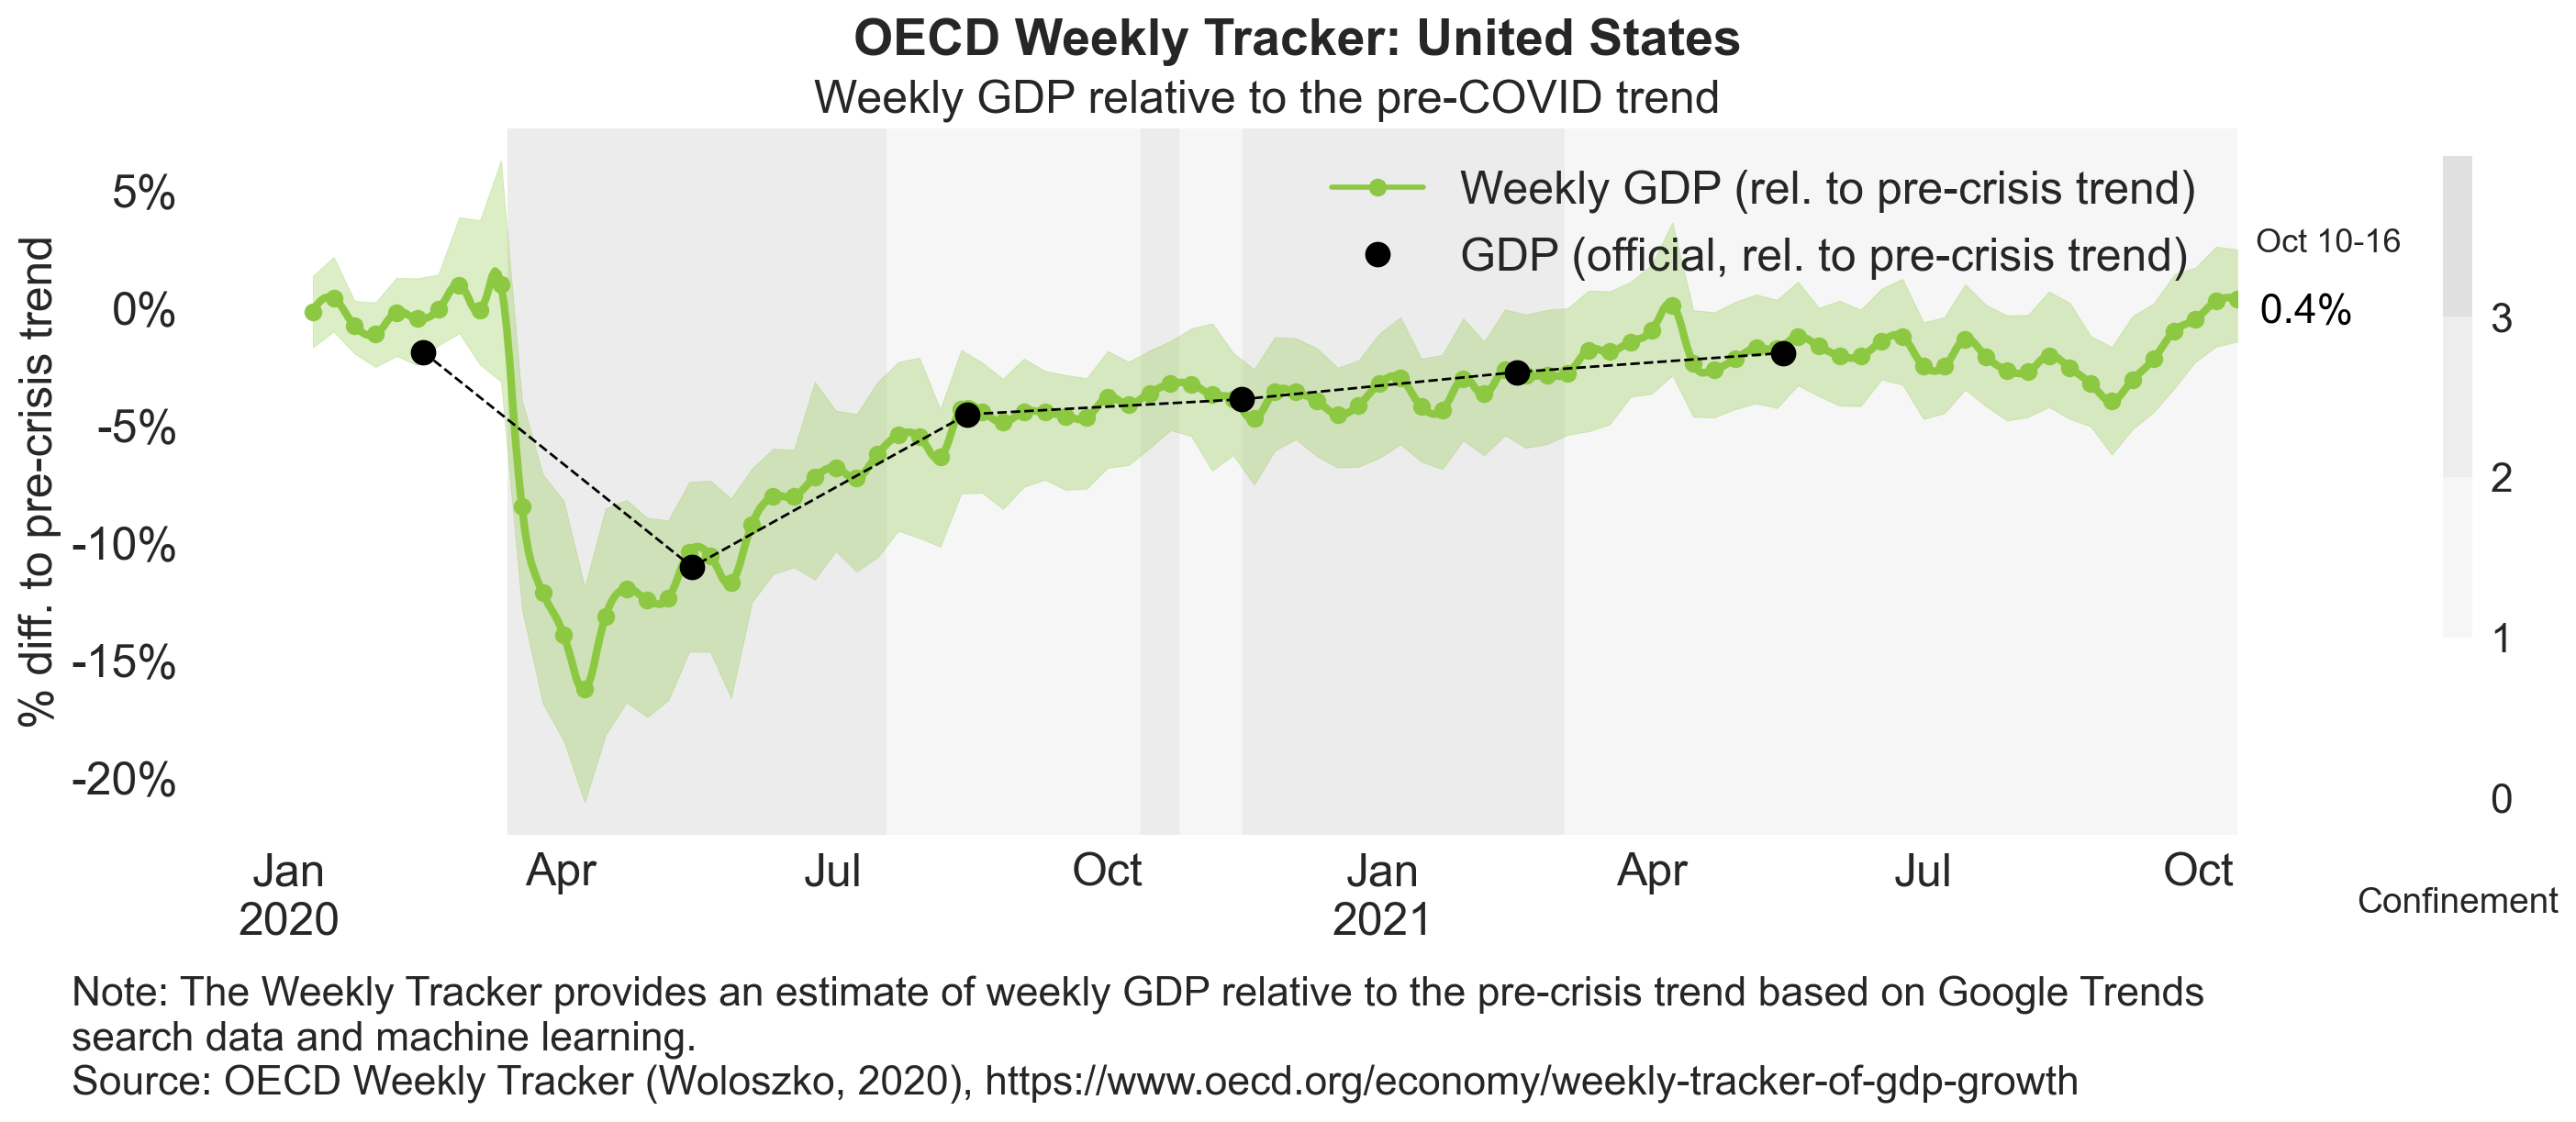 OECD Weekly Tracker: United States
Weekly GDP relative to the pre-COVID trend
% diff. to pre-crisis trend
5%
0%
-5%
-10%
-15%
-20%
Weekly GDP (rel. to pre-crisis trend)
GDP (official, rel. to pre-crisis trend)
Oct 10-16
0.4%
3
2
1
0
Confinement
Jan Apr Jul Oct Jan Apr Jul Oct
2020 2021
Note: The Weekly Tracker provides an estimate of weekly GDP relative to the pre-crisis trend based on Google Trends
search data and machine learning.
Source: OECD Weekly Tracker (Woloszko, 2020), https://www.oecd.org/economy/weekly-tracker-of-gdp-growth